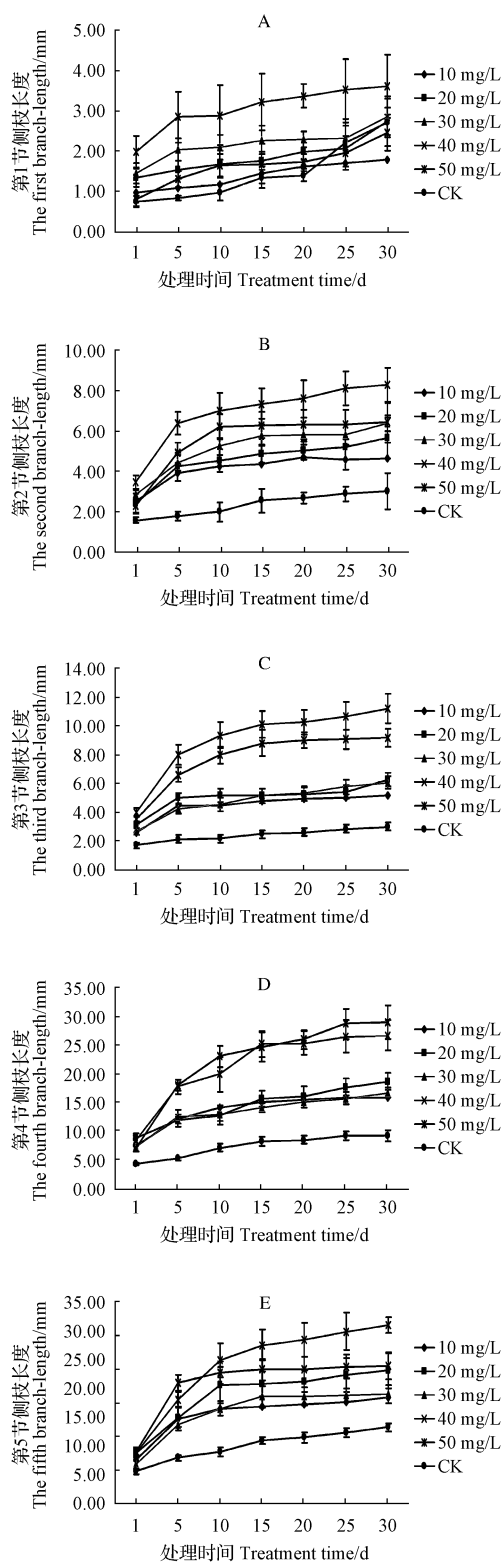 A
第1节侧枝长度
The first branch-length/mm
5.00
4.00
3.00
2.00
1.00
0.00
1 5 10 15 20 25 30
处理时间 Treatment time/d
10 mg/L
20 mg/L
30 mg/L
40 mg/L
50 mg/L
CK
B
第2节侧枝长度
The second branch-length/mm
10.00
8.00
6.00
4.00
2.00
0.00
1 5 10 15 20 25 30
处理时间 Treatment time/d
10 mg/L
20 mg/L
30 mg/L
40 mg/L
50 mg/L
CK
C
第3节侧枝长度
The third branch-length/mm
14.00
12.00
10.00
8.00
6.00
4.00
2.00
0.00
1 5 10 15 20 25 30
处理时间 Treatment time/d
10 mg/L
20 mg/L
30 mg/L
40 mg/L
50 mg/L
CK
D
第4节侧枝长度
The fourth branch-length/mm
35.00
30.00
25.00
20.00
15.00
10.00
5.00
0.00
1 5 10 15 20 25 30
处理时间 Treatment time/d
10 mg/L
20 mg/L
30 mg/L
40 mg/L
50 mg/L
CK
E
第5节侧枝长度
The fifth branch-length/mm
35.00
30.00
25.00
20.00
15.00
10.00
5.00
0.00
1 5 10 15 20 25 30
处理时间 Treatment time/d
10 mg/L
20 mg/L
30 mg/L
40 mg/L
50 mg/L
CK